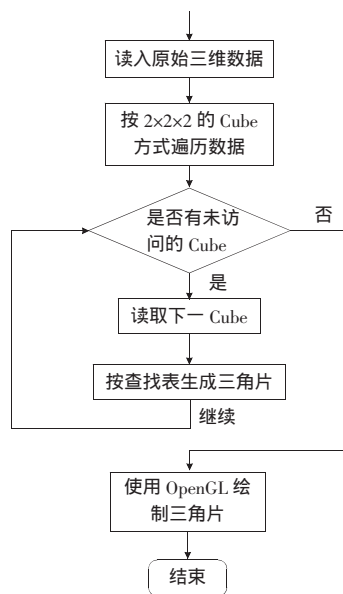 读入原始三维数据
按 2×2×2 的 Cube
方式遍历数据
是否有未访
问的 Cube
否
是
读取下一 Cube
按查找表生成三角片
继续
使用 OpenGL 绘
制三角片
结束